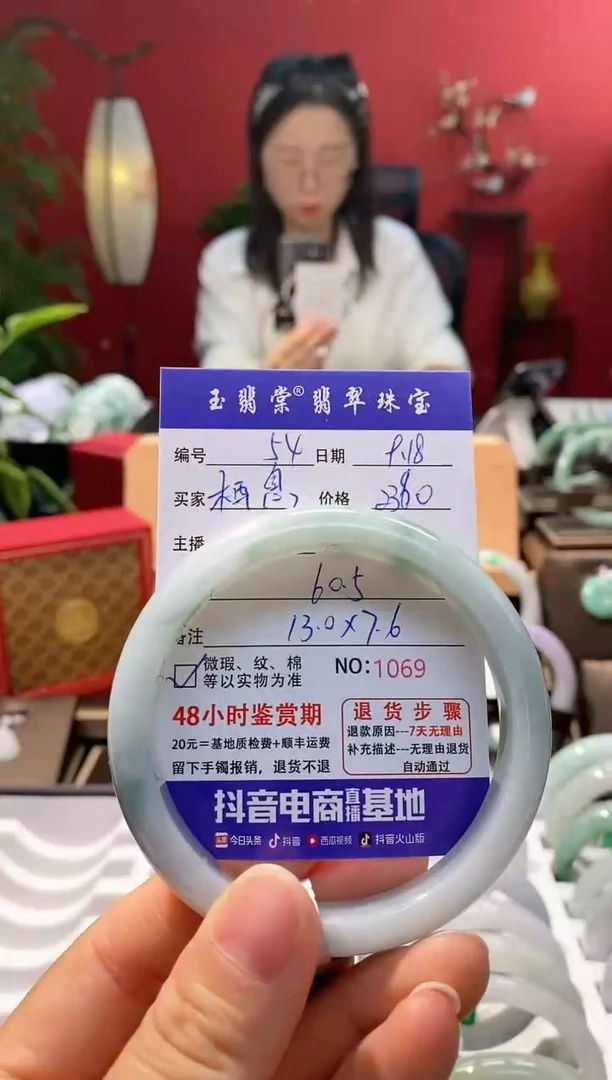 玉翡棠®翡翠珠宝
编号 54 日期 9.18
买家 价格 2380
主播
60.5
备注 13.0×7.6
微瑕、纹、棉
等以实物为准
NO:1069
48小时鉴赏期
20元=基地质检费+顺丰运费
留下手镯报销，退货不退
退货步骤
退款原因---7天无理由
补充描述---无理由退货
自动通过
抖音电商直播基地
头条 今日头条 抖音 西瓜视频 抖音火山版